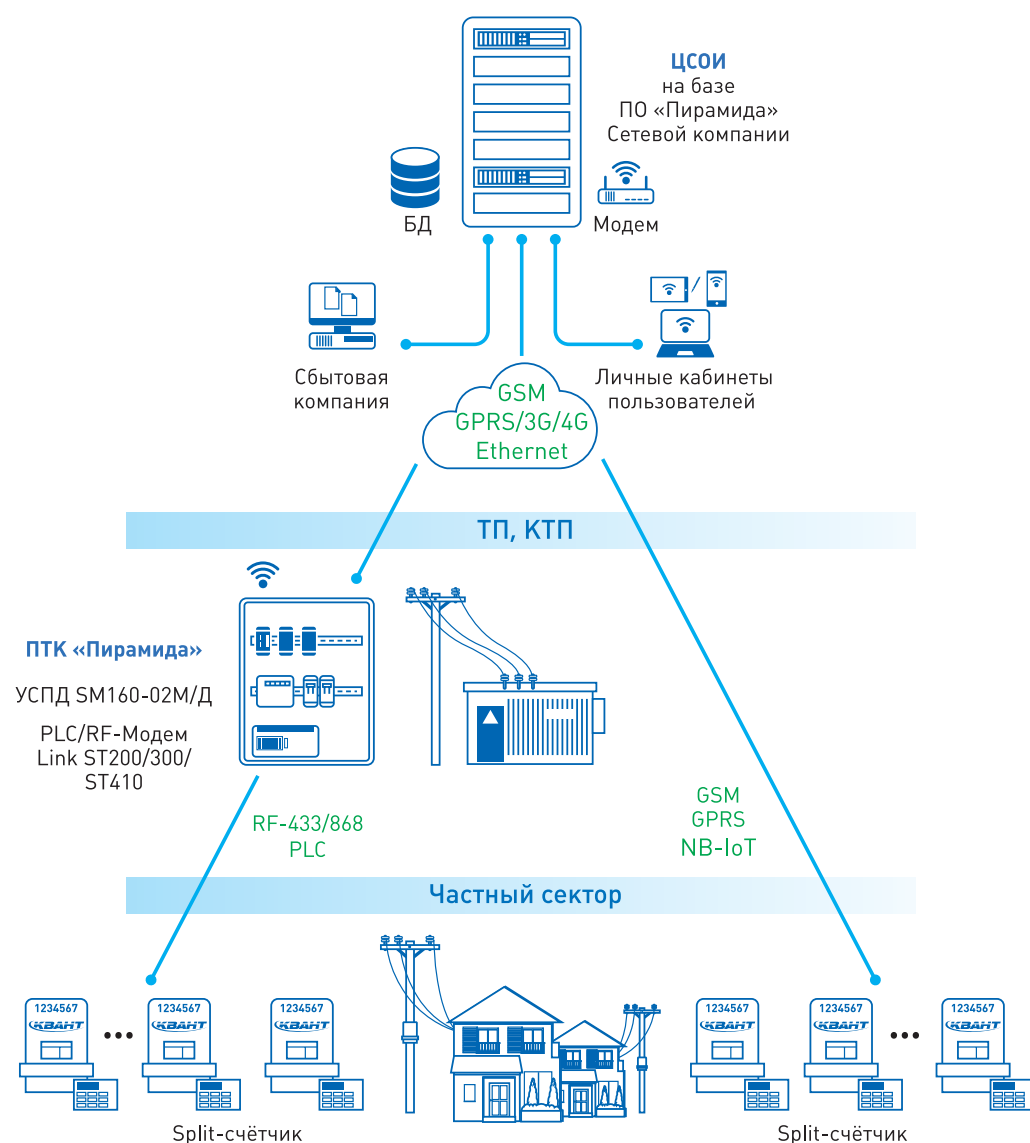 ЦСОИ
на базе
ПО «Пирамида»
Сетевой компании
БД
Модем
Сбытовая
компания
Личные кабинеты
пользователей
GSM
GPRS/3G/4G
Ethernet
ТП, КТП
ПТК «Пирамида»
УСПД SM160-02М/Д
PLC/RF-Модем
Link ST200/300/
ST410
RF-433/868
PLC
GSM
GPRS
NB-IoT
Частный сектор
1234567
КВАНТ
1234567
КВАНТ
1234567
КВАНТ
1234567
КВАНТ
1234567
КВАНТ
1234567
КВАНТ
Split-счётчик
Split-счётчик